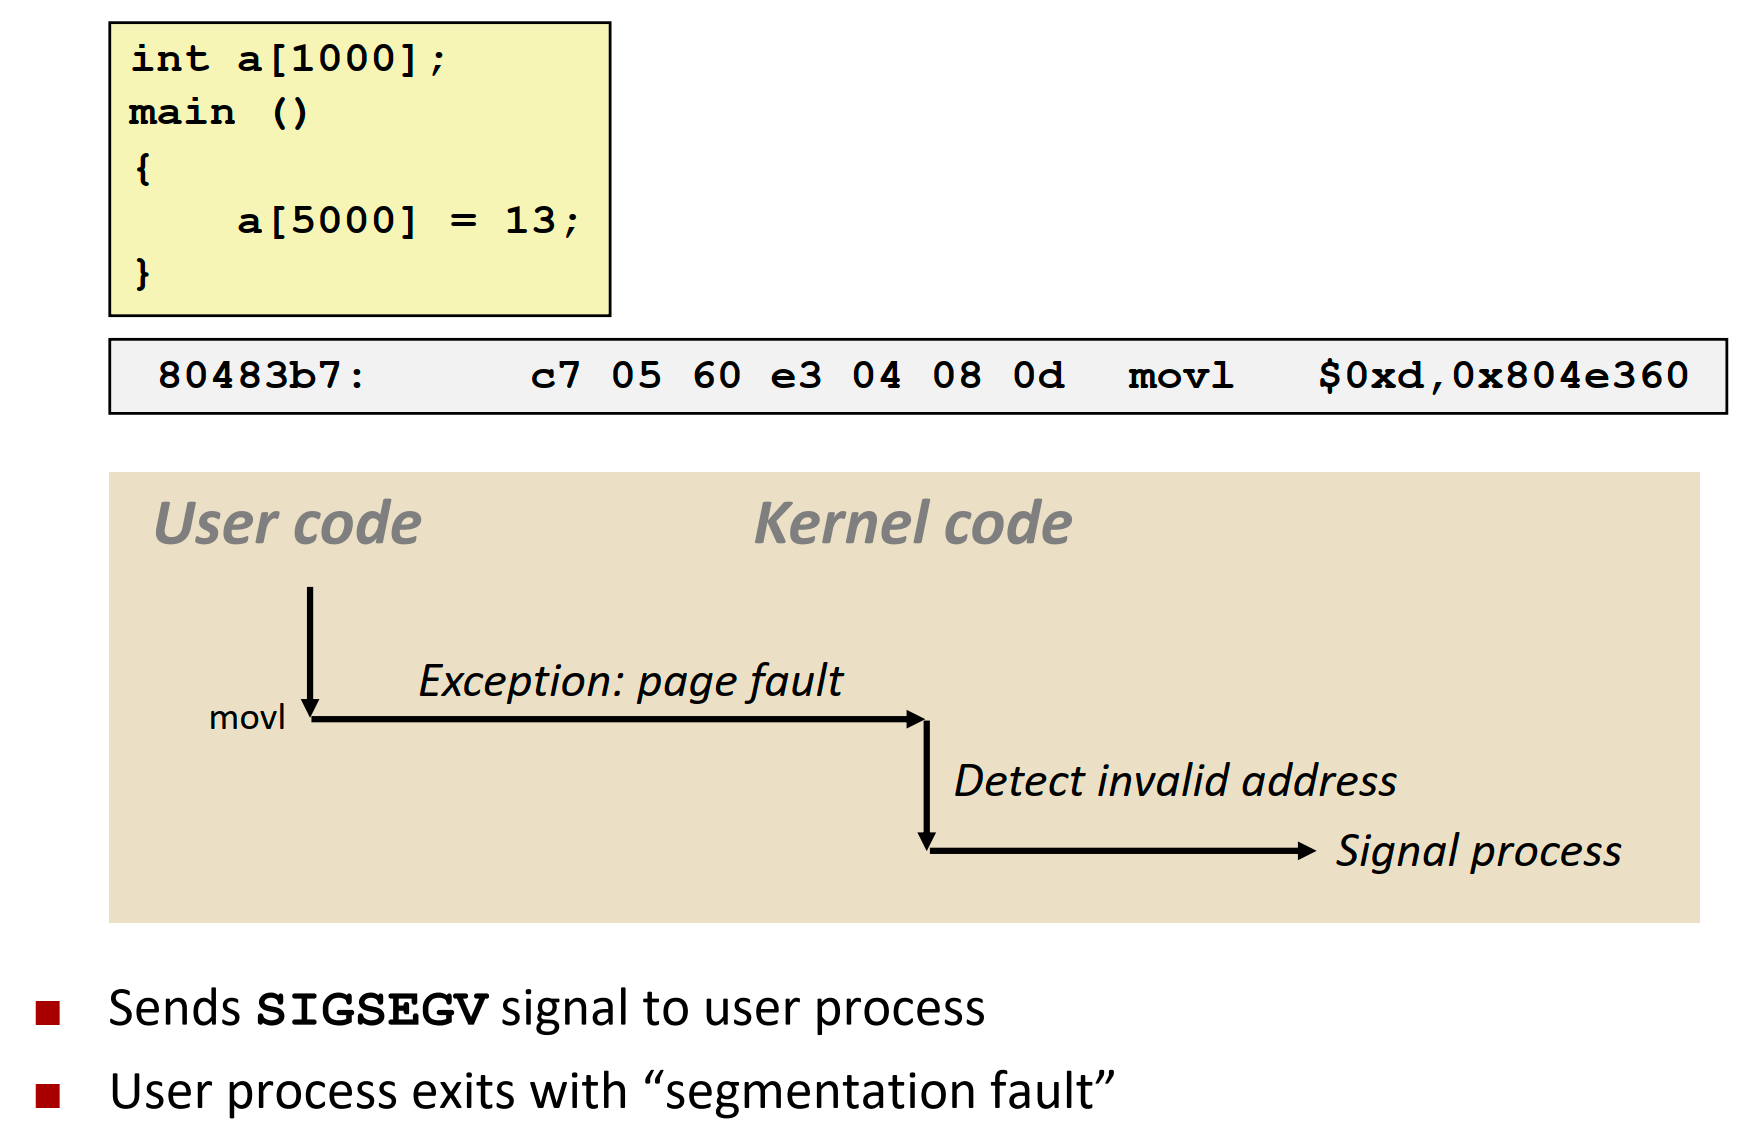 int a[1000];
main ()
{
    a[5000] = 13;
}
80483b7: c7 05 60 e3 04 08 0d movl $0xd,0x804e360
User code Kernel code
Exception: page fault
movl
Detect invalid address
Signal process
Sends SIGSEGV signal to user process
User process exits with “segmentation fault”